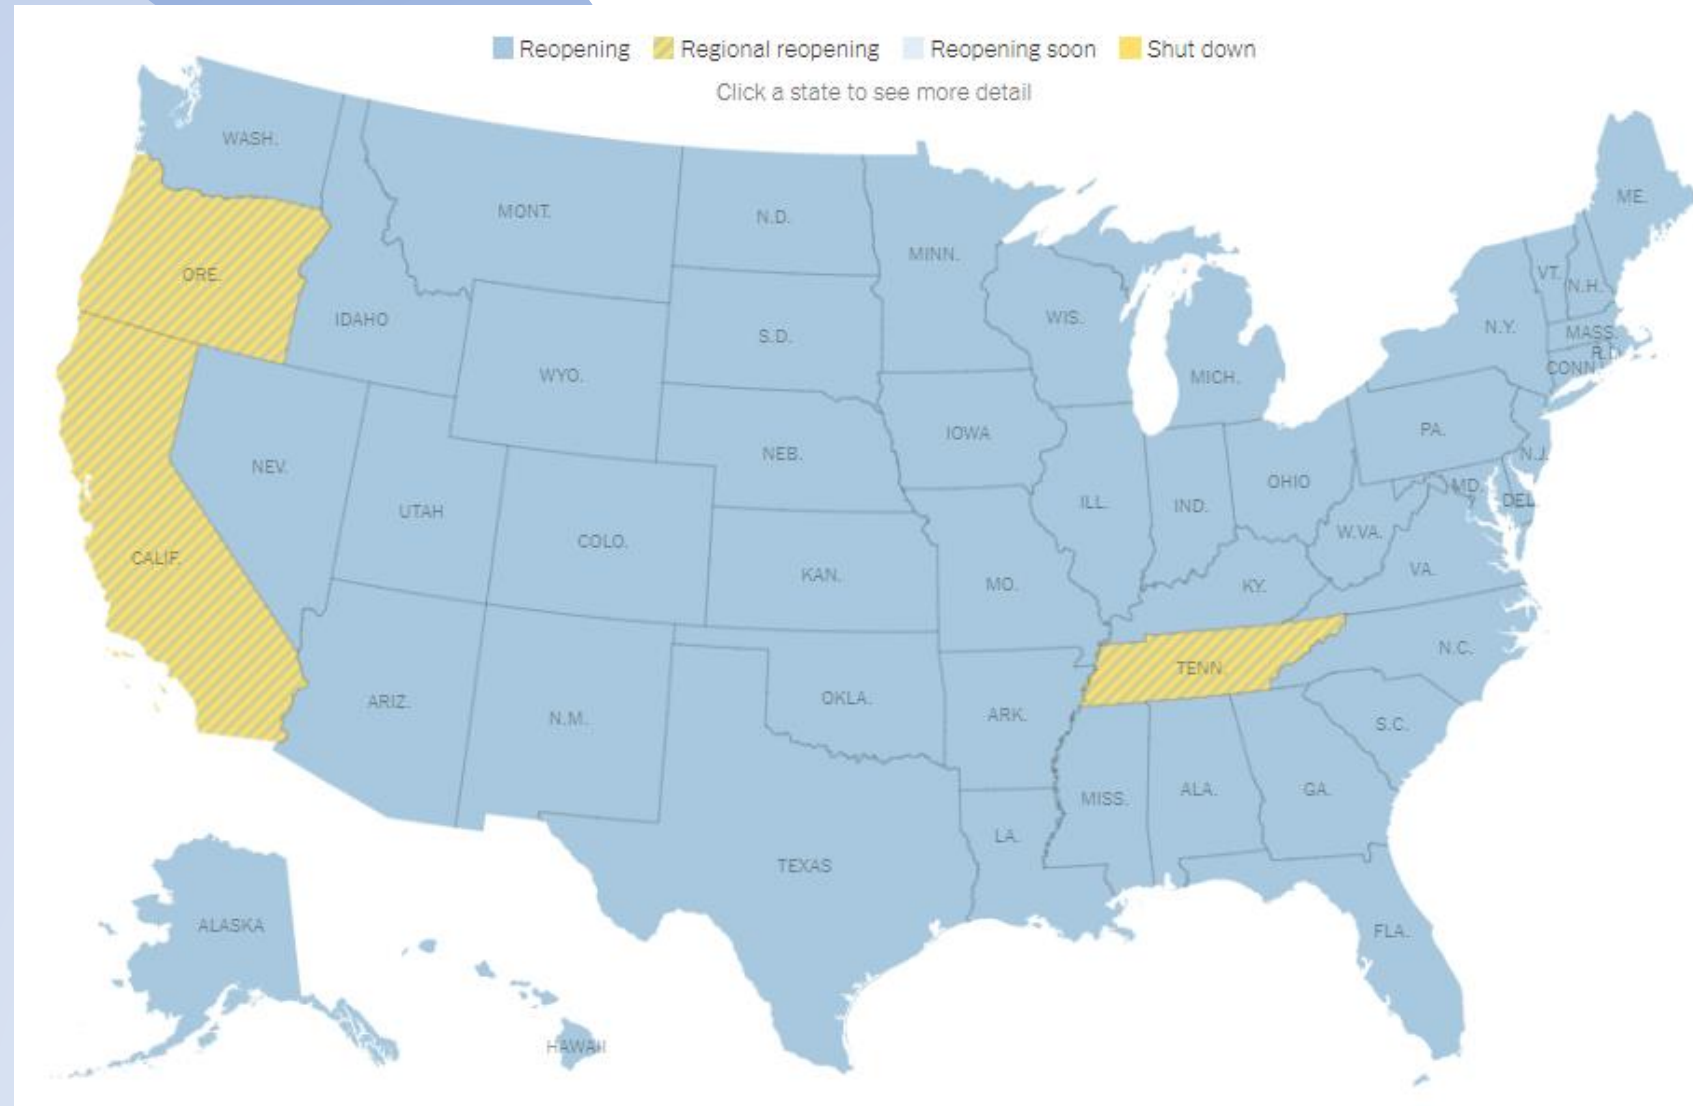 Reopening Regional reopening Reopening soon Shut down
Click a state to see more detail
WASH.
MONT.
N.D.
MINN.
ME.
ORE.
IDAHO
WYO.
S.D.
WIS.
MICH.
N.Y.
VT.
N.H.
MASS.
R.I.
CONN.
NEV.
UTAH
COLO.
NEB.
IOWA
ILL.
IND.
OHIO
PA.
N.J.
MD.
DEL.
W.VA.
VA.
CALIF.
KAN.
MO.
KY.
ARIZ.
N.M.
OKLA.
ARK.
TENN.
N.C.
S.C.
TEXAS
LA.
MISS.
ALA.
GA.
FLA.
ALASKA
HAWAII